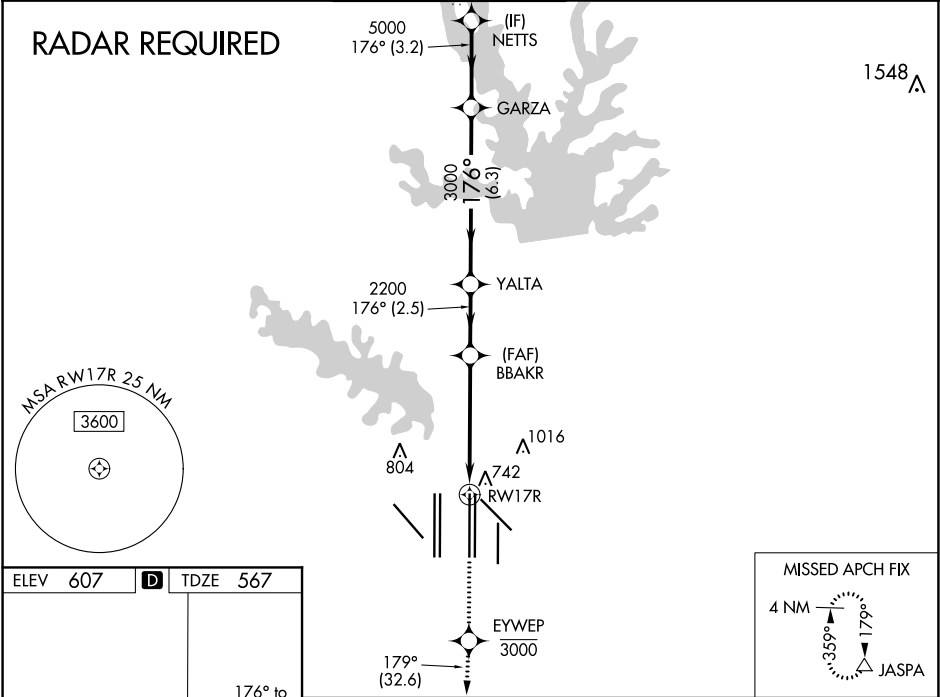 RADAR REQUIRED
5000
176° (3.2)
(IF)
NETTS
1548
GARZA
3000
176°
(6.3)
YALTA
2200
176° (2.5)
(FAF)
BBAKR
MSA RW17R 25 NM
3600
804
1016
742
RW17R
ELEV 607 D TDZE 567
176° to
EYWEP
3000
179°
(32.6)
MISSED APCH FIX
4 NM
359°
179°
JASPA